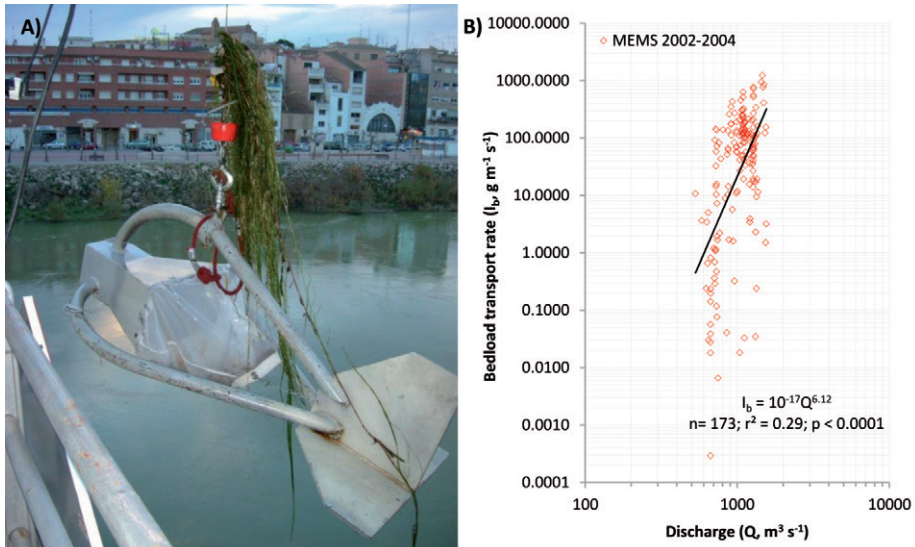 A)
B)
MEMS 2002-2004
10000.0000
1000.0000
100.0000
10.0000
1.0000
0.1000
0.0100
0.0010
0.0001
Bedload transport rate (I_b, g m⁻¹ s⁻¹)
I_b = 10⁻¹⁷Q⁶·¹²
n= 173; r² = 0.29; p < 0.0001
100
1000
10000
Discharge (Q, m³ s⁻¹)